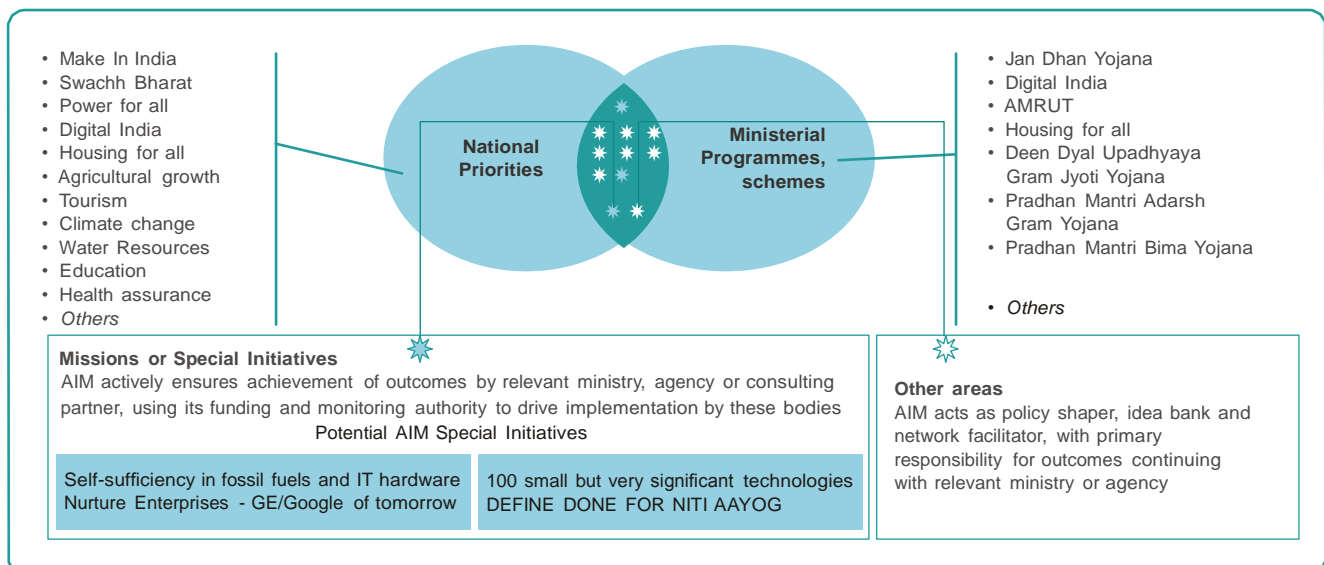 • Make In India
• Swachh Bharat
• Power for all
• Digital India
• Housing for all
• Agricultural growth
• Tourism
• Climate change
• Water Resources
• Education
• Health assurance
• Others
National
Priorities
Ministerial
Programmes,
schemes
• Jan Dhan Yojana
• Digital India
• AMRUT
• Housing for all
• Deen Dyal Upadhyaya
Gram Jyoti Yojana
• Pradhan Mantri Adarsh
Gram Yojana
• Pradhan Mantri Bima Yojana
• Others
Missions or Special Initiatives
AIM actively ensures achievement of outcomes by relevant ministry, agency or consulting
partner, using its funding and monitoring authority to drive implementation by these bodies
Potential AIM Special Initiatives
Self-sufficiency in fossil fuels and IT hardware
Nurture Enterprises - GE/Google of tomorrow
100 small but very significant technologies
DEFINE DONE FOR NITI AAYOG
Other areas
AIM acts as policy shaper, idea bank and
network facilitator, with primary
responsibility for outcomes continuing
with relevant ministry or agency